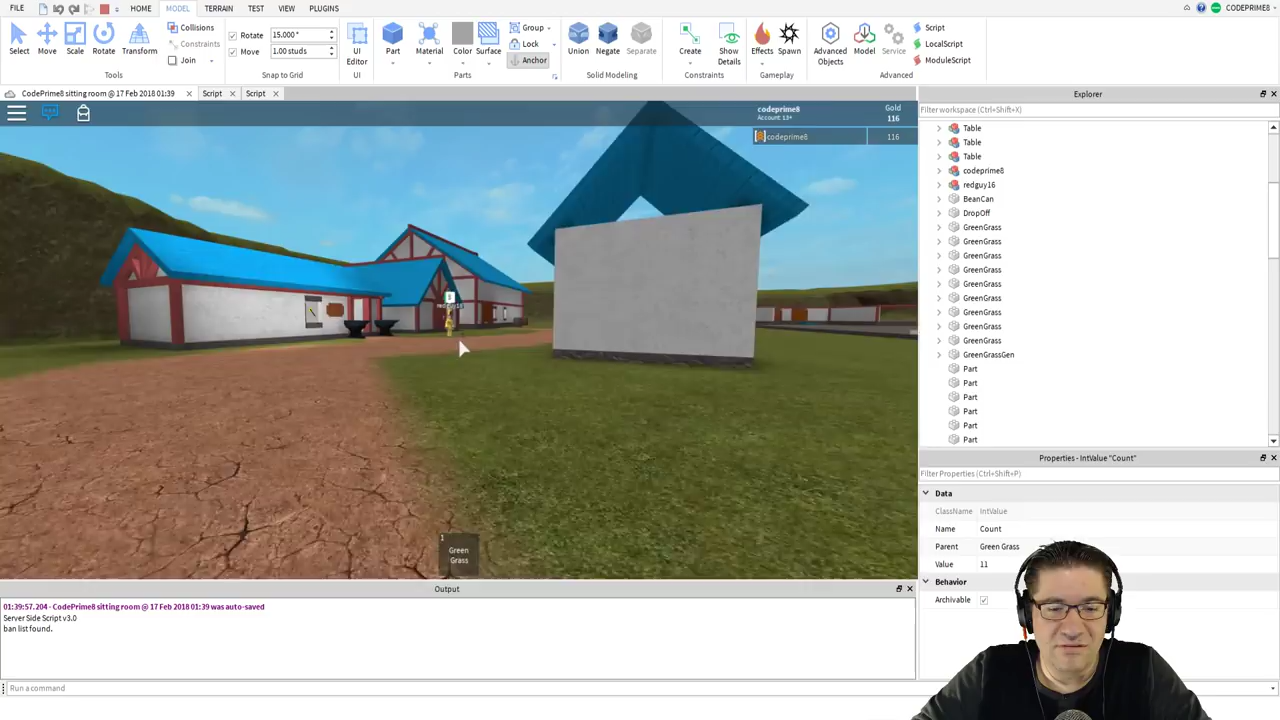 FILE
HOME
MODEL
TERRAIN
TEST
VIEW
PLUGINS
CODEPRIME8
Select
Move
Scale
Rotate
Transform
Tools
Collisions
Constraints
Join
Rotate
15.000 °
Move
1.00 studs
Snap to Grid
UI
Editor
UI
Part
Material
Color
Surface
Group
Lock
Anchor
Parts
Union
Negate
Separate
Solid Modeling
Create
Show
Details
Constraints
Effects
Spawn
Gameplay
Advanced
Objects
Model
Service
Script
LocalScript
ModuleScript
Advanced
CodePrime8 sitting room @ 17 Feb 2018 01:39
Script
Script
codeprime8
Account: 13+
Gold
116
codeprime8
116
redguy16
1
Green
Grass
Explorer
Filter workspace (Ctrl+Shift+X)
Table
Table
Table
codeprime8
redguy16
BeanCan
DropOff
GreenGrass
GreenGrass
GreenGrass
GreenGrass
GreenGrass
GreenGrass
GreenGrass
GreenGrass
GreenGrass
GreenGrassGen
Part
Part
Part
Part
Part
Part
Properties - IntValue "Count"
Filter Properties (Ctrl+Shift+P)
Data
ClassName IntValue
Name Count
Parent Green Grass
Value 11
Behavior
Archivable
Output
01:39:57.204 - CodePrime8 sitting room @ 17 Feb 2018 01:39 was auto-saved
Server Side Script v3.0
ban list found.
Run a command